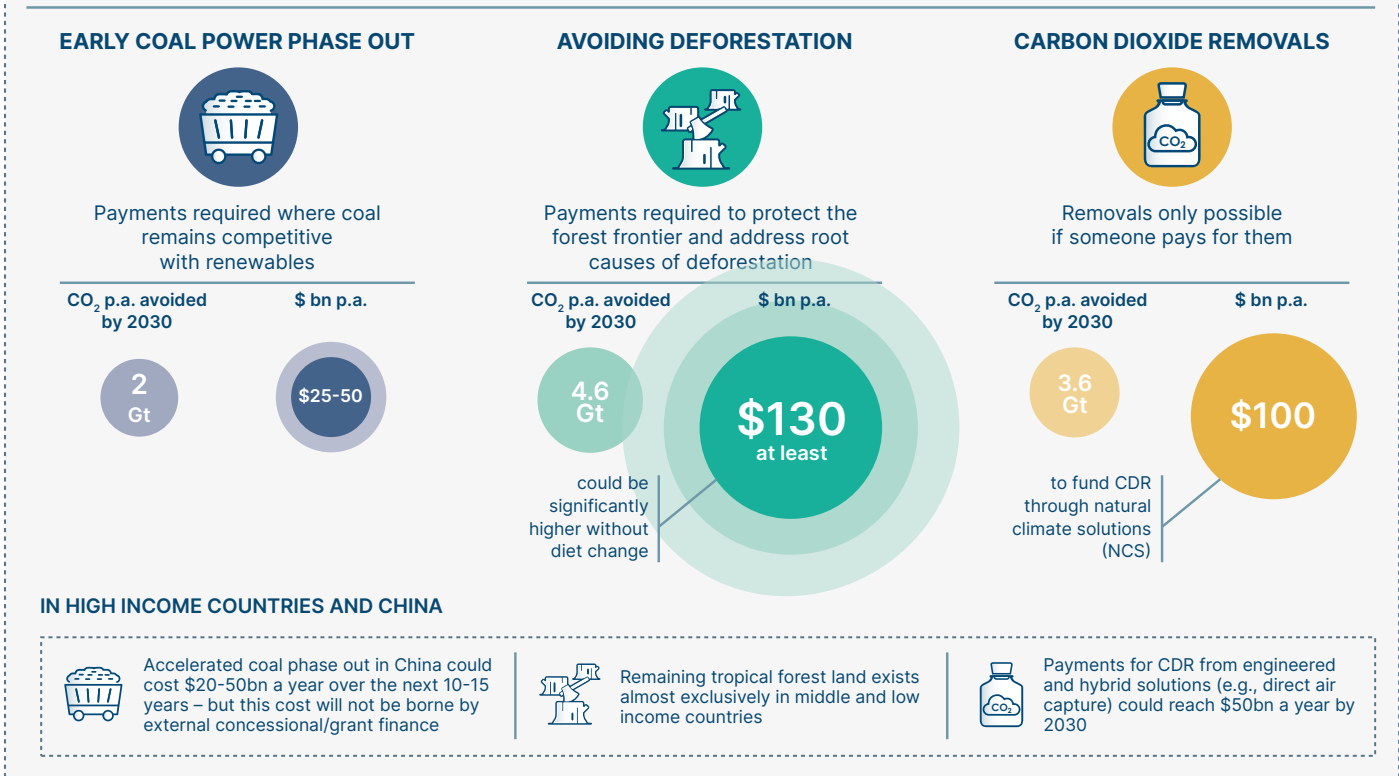 EARLY COAL POWER PHASE OUT
Payments required where coal
remains competitive
with renewables
CO₂ p.a. avoided
by 2030
$ bn p.a.
2
Gt
$25-50
AVOIDING DEFORESTATION
Payments required to protect the
forest frontier and address root
causes of deforestation
CO₂ p.a. avoided
by 2030
$ bn p.a.
4.6
Gt
$130
at least
could be
significantly
higher without
diet change
CARBON DIOXIDE REMOVALS
CO₂
Removals only possible
if someone pays for them
CO₂ p.a. avoided
by 2030
$ bn p.a.
3.6
Gt
$100
to fund CDR
through natural
climate solutions
(NCS)
IN HIGH INCOME COUNTRIES AND CHINA
Accelerated coal phase out in China could
cost $20-50bn a year over the next 10-15
years – but this cost will not be borne by
external concessional/grant finance
Remaining tropical forest land exists
almost exclusively in middle and low
income countries
CO₂
Payments for CDR from engineered
and hybrid solutions (e.g., direct air
capture) could reach $50bn a year by
2030